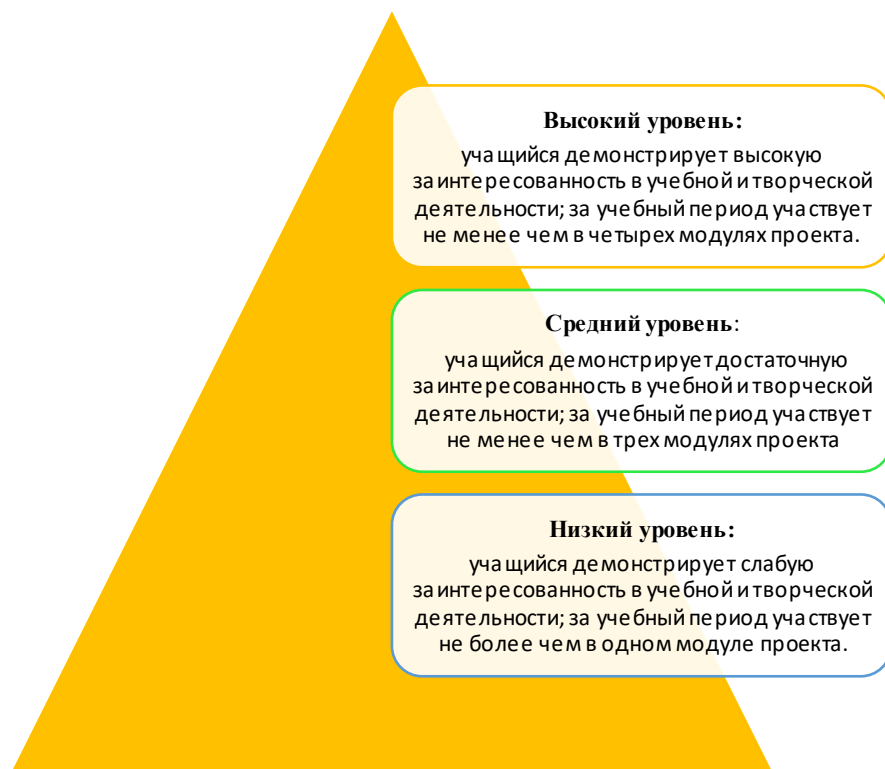 Высокий уровень:
учащийся демонстрирует высокую
заинтересованность в учебной и творческой
деятельности; за учебный период участвует
не менее чем в четырех модулях проекта.
Средний уровень:
учащийся демонстрирует достаточную
заинтересованность в учебной и творческой
деятельности; за учебный период участвует
не менее чем в трех модулях проекта
Низкий уровень:
учащийся демонстрирует слабую
заинтересованность в учебной и творческой
деятельности; за учебный период участвует
не более чем в одном модуле проекта.